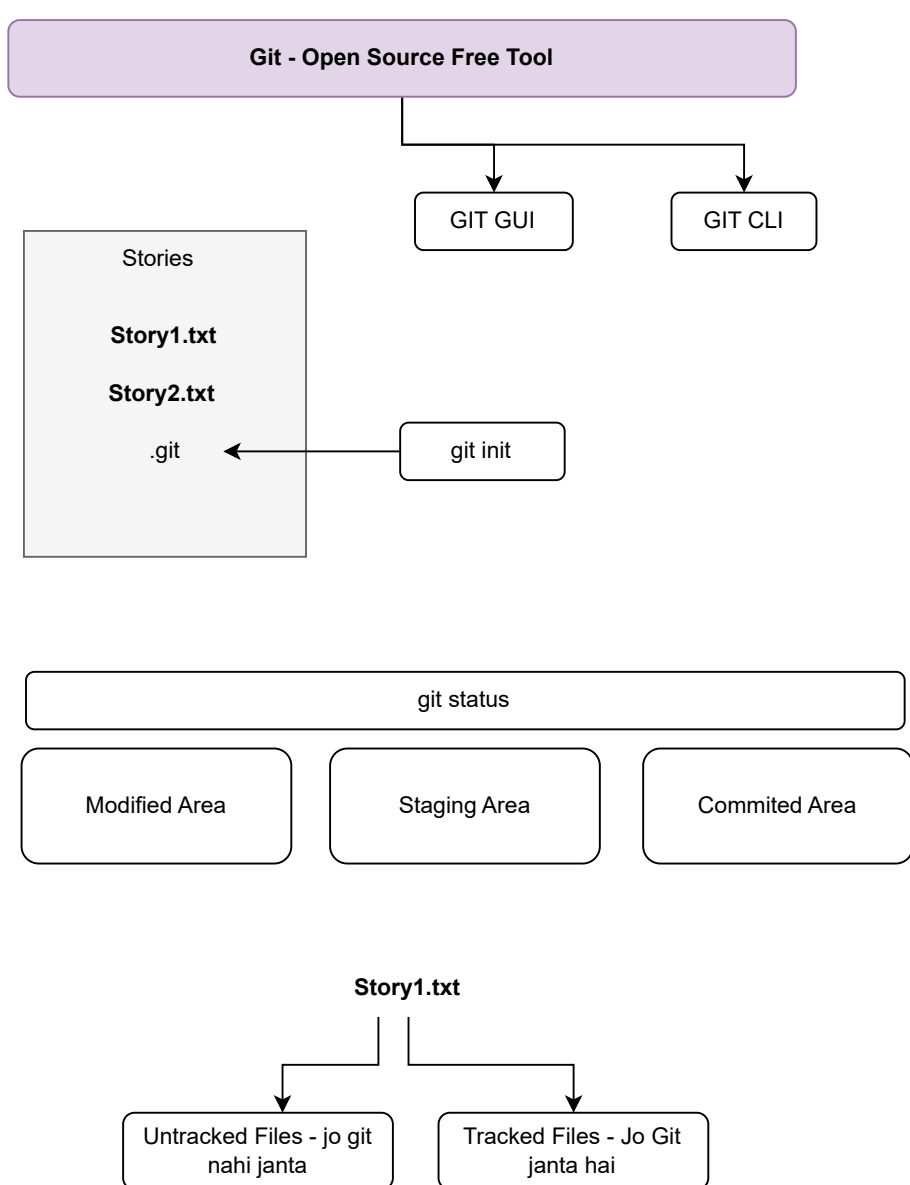 Git - Open Source Free Tool
GIT GUI
GIT CLI
Stories
Story1.txt
Story2.txt
.git
git init
git status
Modified Area
Staging Area
Commited Area
Story1.txt
Untracked Files - jo git
nahi janta
Tracked Files - Jo Git
janta hai